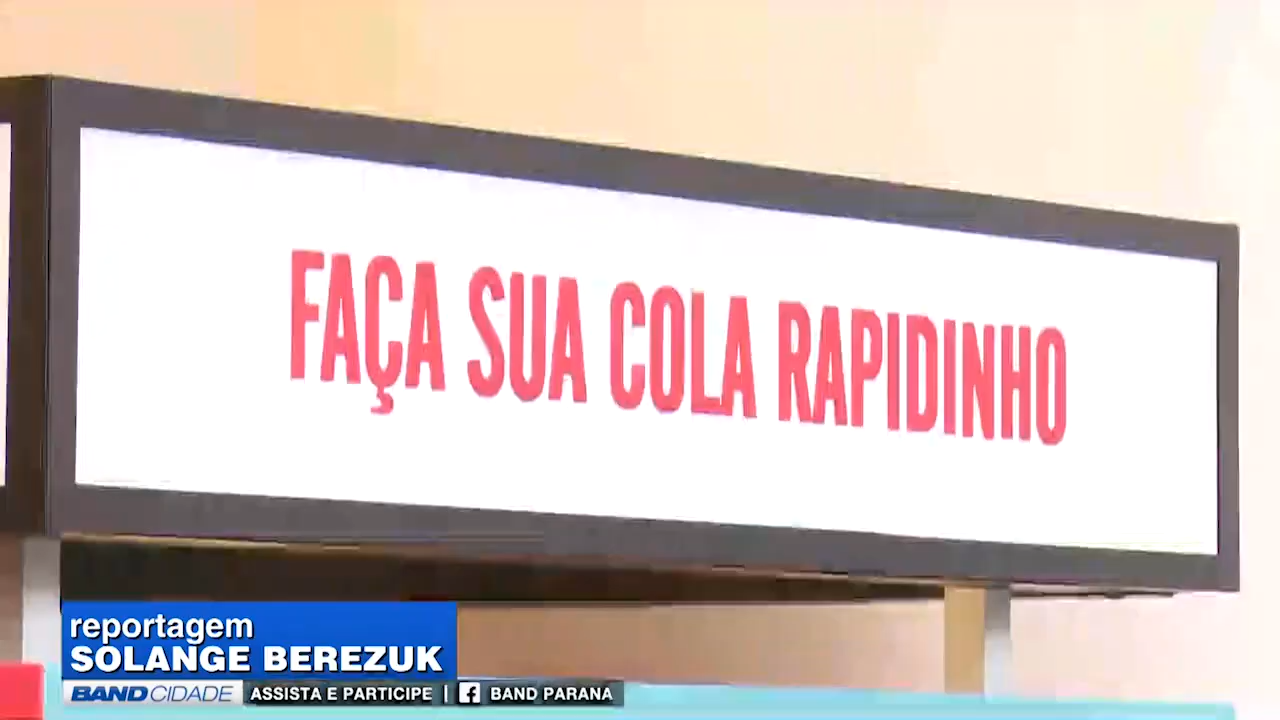 FAÇA SUA COLA RAPIDINHO
reportagem
SOLANGE BEREZUK
BAND CIDADE ASSISTA E PARTICIPE | f BAND PARANA